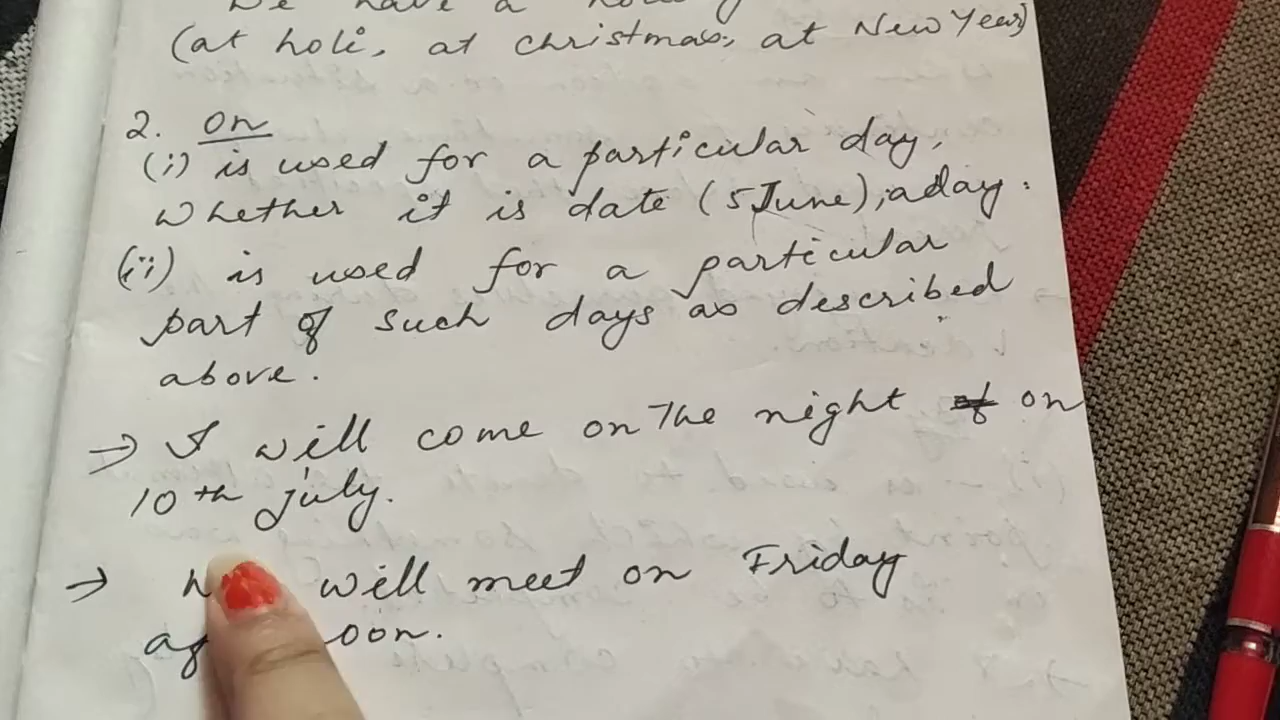 have a
(at holi, at christmas, at New Year)
2. on
(i) is used for a particular day,
whether it is date (5 June), a day.
(ii) is used for a particular
part of such days as described
above.
⇒ I will come on The night of on
10th july.
→ will meet on Friday